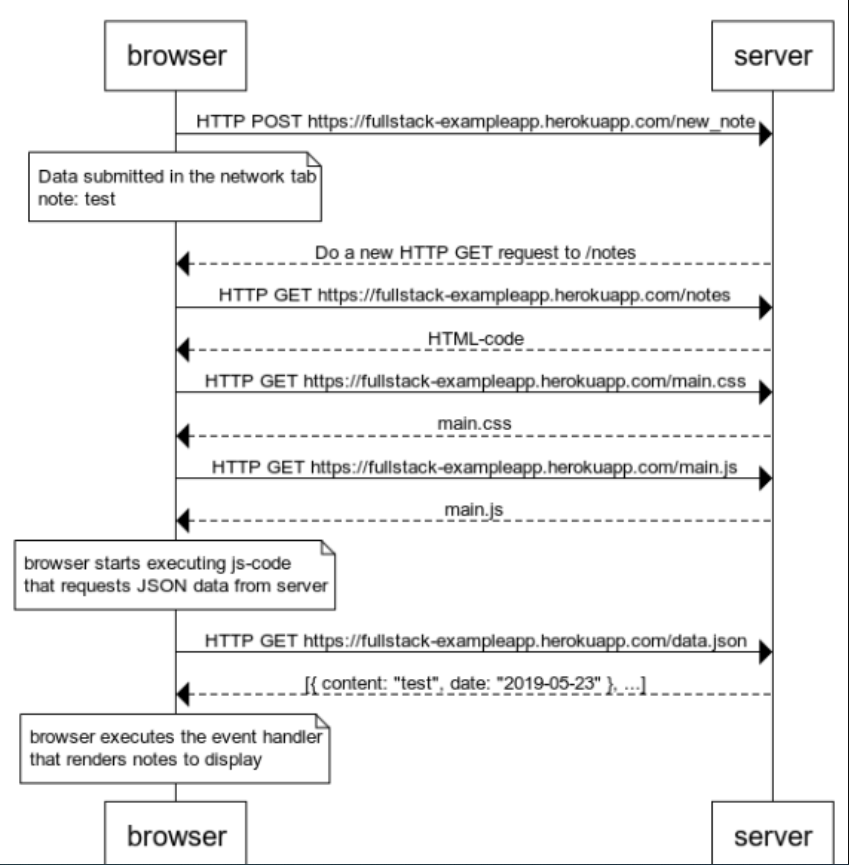 browser
server
HTTP POST https://fullstack-exampleapp.herokuapp.com/new_note
Data submitted in the network tab
note: test
Do a new HTTP GET request to /notes
HTTP GET https://fullstack-exampleapp.herokuapp.com/notes
HTML-code
HTTP GET https://fullstack-exampleapp.herokuapp.com/main.css
main.css
HTTP GET https://fullstack-exampleapp.herokuapp.com/main.js
main.js
browser starts executing js-code
that requests JSON data from server
HTTP GET https://fullstack-exampleapp.herokuapp.com/data.json
[{ content: "test", date: "2019-05-23" }, ...]
browser executes the event handler
that renders notes to display
browser
server